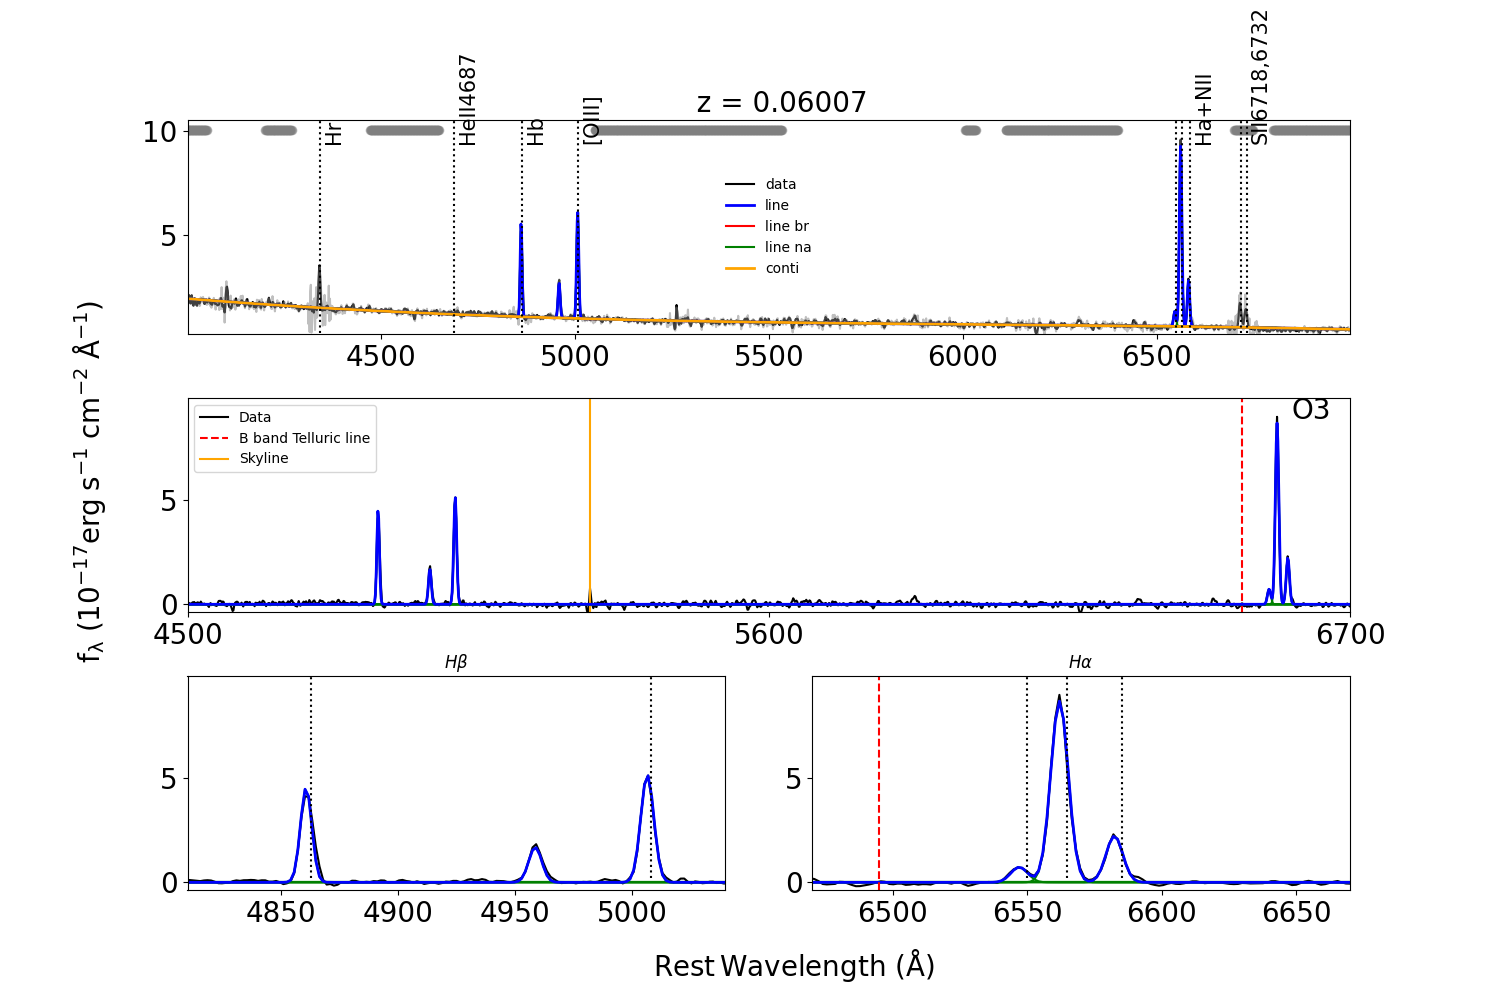 z = 0.06007
Hr
HeII4687
Hb
[OIII]
Ha+NII
SII6718,6732
10
5
data
line
line br
line na
conti
4500 5000 5500 6000 6500
f_λ (10^−17 erg s^−1 cm^−2 Å^−1)
Data
B band Telluric line
Skyline
O3
5
0
4500 5600 6700
Hβ
5
0
4850 4900 4950 5000
Hα
5
0
6500 6550 6600 6650
Rest Wavelength (Å)